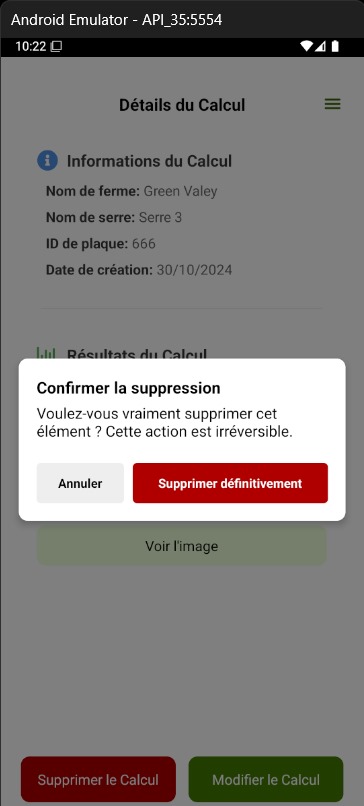 Android Emulator - API_35:5554
10:22
Détails du Calcul
Informations du Calcul
Nom de ferme: Green Valey
Nom de serre: Serre 3
ID de plaque: 666
Date de création: 30/10/2024
Résultats du Calcul
Confirmer la suppression
Voulez-vous vraiment supprimer cet
élément ? Cette action est irréversible.
Annuler
Supprimer définitivement
Voir l'image
Supprimer le Calcul
Modifier le Calcul